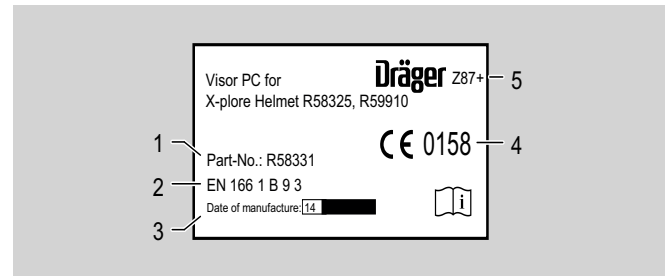 Visor PC for
Dräger Z87+ 5
X-plore Helmet R58325, R59910
1
CE 0158 4
Part-No.: R58331
2 EN 166 1 B 9 3
i
3 Date of manufacture: 14